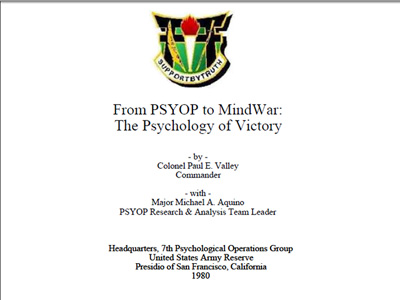 SUPPORT BY TRUTH
From PSYOP to MindWar:
The Psychology of Victory
- by -
Colonel Paul E. Valley
Commander
- with -
Major Michael A. Aquino
PSYOP Research & Analysis Team Leader
Headquarters, 7th Psychological Operations Group
United States Army Reserve
Presidio of San Francisco, California
1980